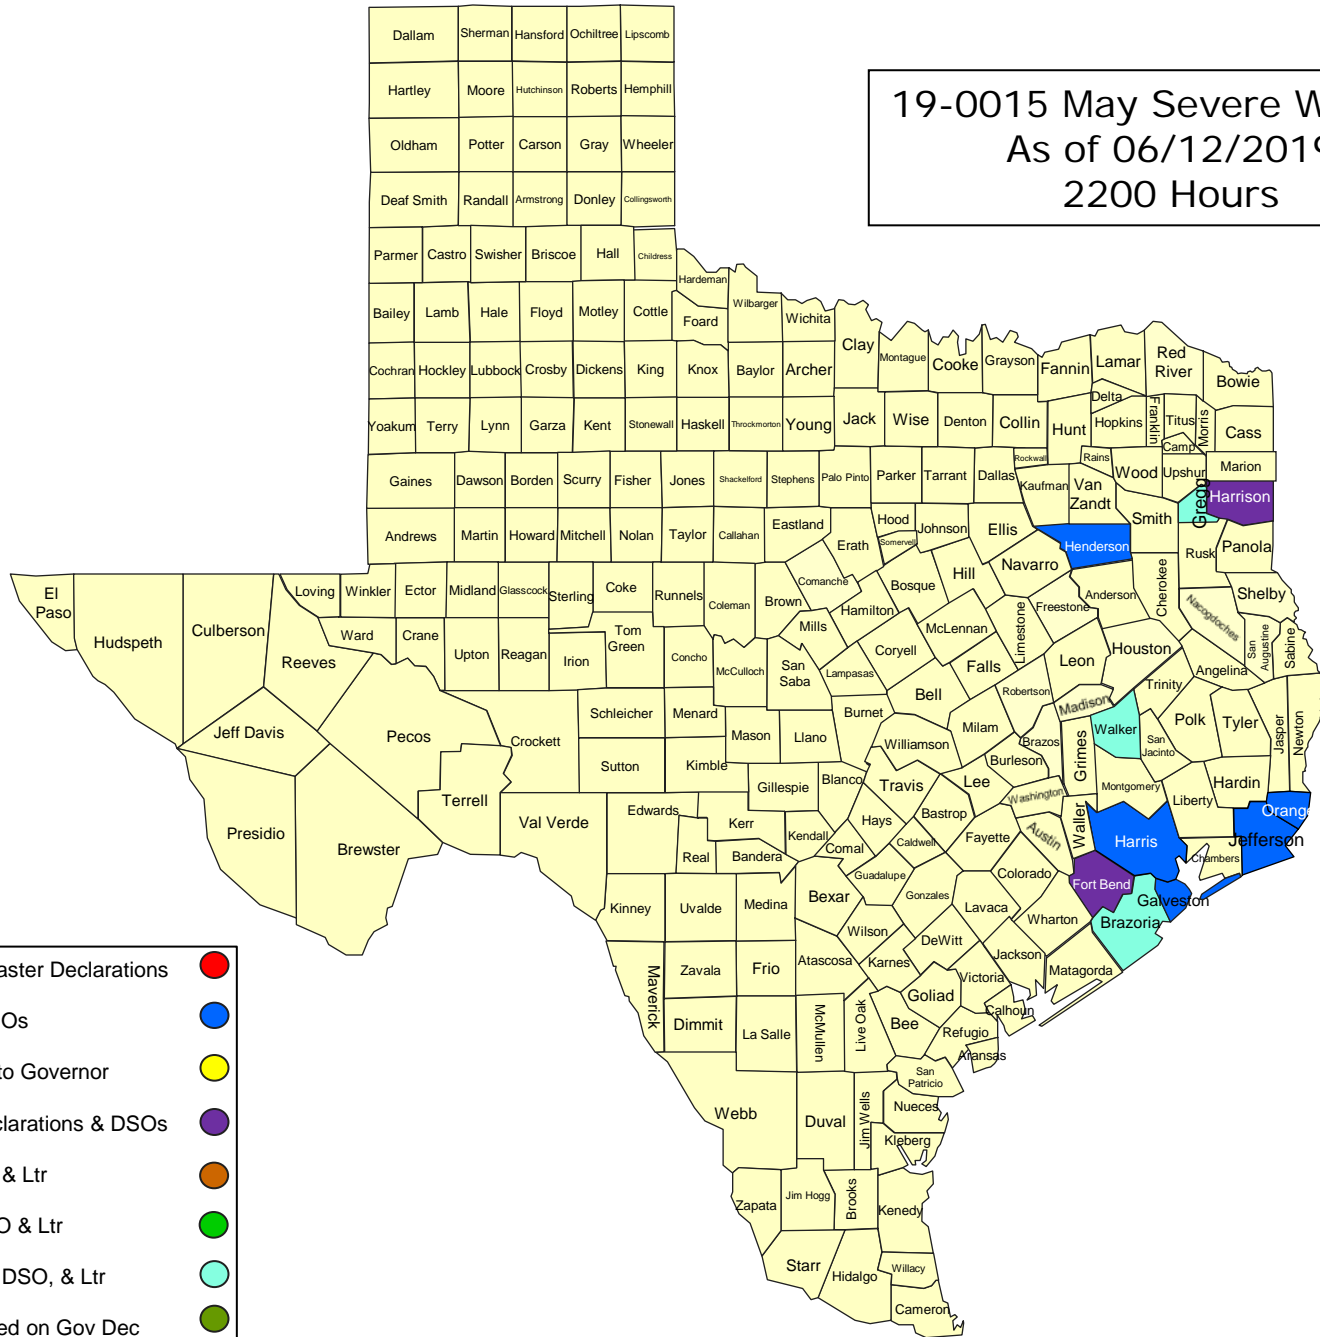 Dallam Sherman Hansford Ochiltree Lipscomb
Hartley Moore Hutchinson Roberts Hemphill
19-0015 May Severe W
As of 06/12/2019
2200 Hours
Oldham Potter Carson Gray Wheeler
Deaf Smith Randall Armstrong Donley Collingsworth
Parmer Castro Swisher Briscoe Hall Childress
Hardeman
Bailey Lamb Hale Floyd Motley Cottle Foard Wilbarger Wichita
Clay Montague Cooke Grayson Fannin Lamar Red
River Bowie
Cochran Hockley Lubbock Crosby Dickens King Knox Baylor Archer
Delta
Yoakum Terry Lynn Garza Kent Stonewall Haskell Throckmorton Young Jack Wise Denton Collin Hunt Hopkins Franklin Titus Morris Cass
Camp
Rockwall Rains Wood Upshur Marion
Gaines Dawson Borden Scurry Fisher Jones Shackelford Stephens Palo Pinto Parker Tarrant Dallas Kaufman Van
Zandt Gregg Harrison
Andrews Martin Howard Mitchell Nolan Taylor Callahan Eastland Erath Hood Somervell Johnson Ellis Henderson Smith Rusk Panola
El
Paso Hudspeth Culberson Loving Winkler Ector Midland Glasscock Sterling Coke Runnels Coleman Brown Comanche Hamilton Bosque Hill Navarro Freestone Anderson Cherokee Nacogdoches Shelby
Reeves Ward Crane Upton Reagan Irion Tom
Green Concho McCulloch San
Saba Mills Lampasas Coryell McLennan Limestone Falls Leon Houston Angelina San
Augustine Sabine
Jeff Davis Pecos Crockett Schleicher Menard Mason Llano Burnet Bell Milam Robertson Madison Trinity Walker San
Jacinto Polk Tyler Jasper Newton
Sutton Kimble Gillespie Blanco Williamson Travis Lee Burleson Brazos Grimes Montgomery Liberty Hardin
Presidio Brewster Terrell Val Verde Edwards Kerr Real Bandera Kendall Comal Hays Caldwell Bastrop Fayette Washington Austin Waller Harris Chambers Orange
Jefferson
Kinney Uvalde Medina Bexar Guadalupe Gonzales Lavaca Colorado Wharton Fort Bend Brazoria Galveston
Maverick Zavala Frio Atascosa Wilson Karnes DeWitt Jackson Matagorda
Victoria
Dimmit La Salle McMullen Live Oak Bee Goliad Refugio Calhoun
Aransas
San
Patricio
Webb Duval Jim Wells Nueces
Kleberg
Zapata Jim Hogg Brooks Kenedy
Starr Hidalgo Willacy
Cameron
aster Declarations
Os
to Governor
clarations & DSOs
& Ltr
O & Ltr
DSO, & Ltr
ed on Gov Dec